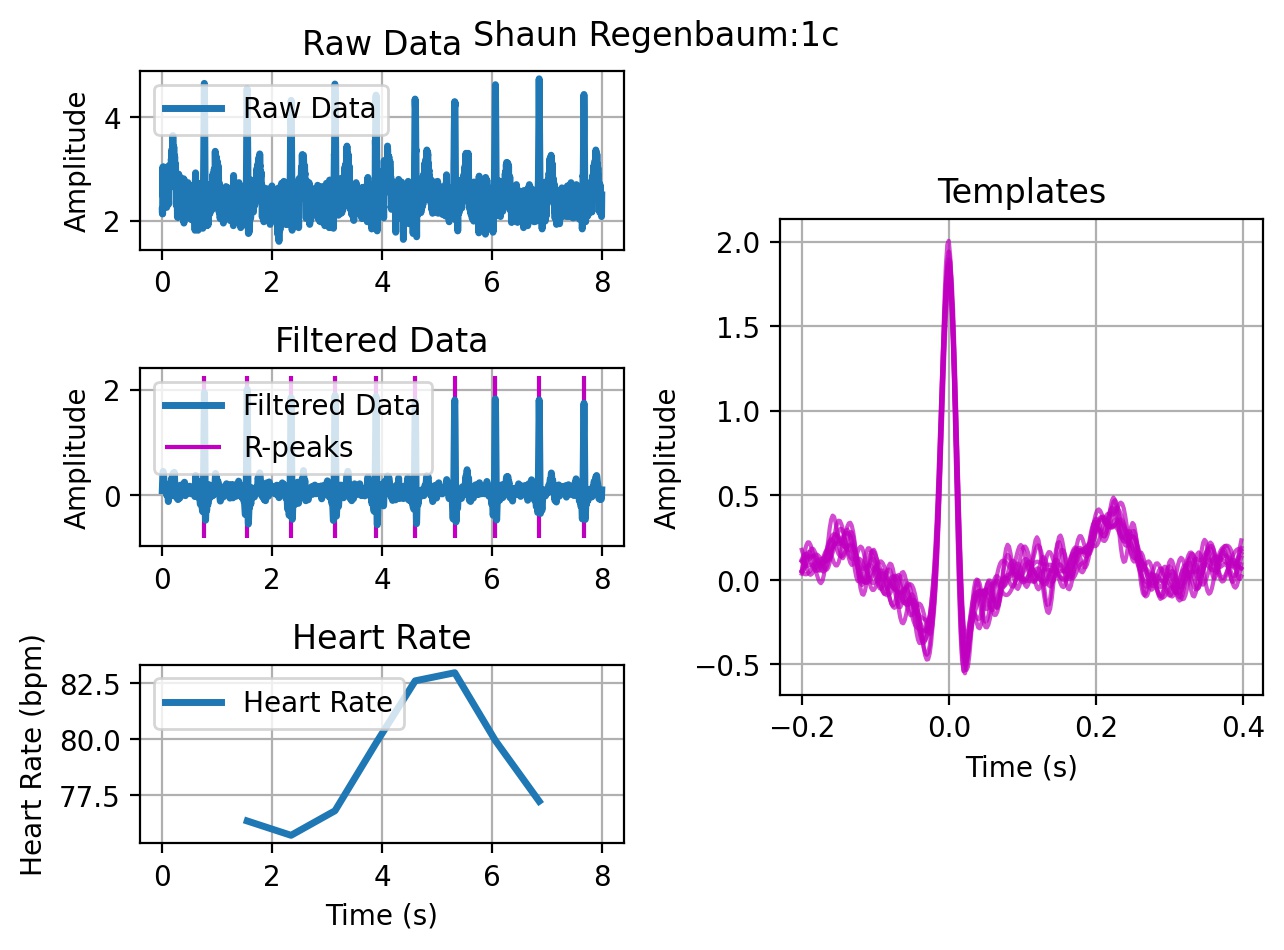 Shaun Regenbaum:1c
Raw Data
Amplitude
4
2
Raw Data
0 2 4 6 8
Filtered Data
Amplitude
2
0
Filtered Data
R-peaks
0 2 4 6 8
Heart Rate
Heart Rate (bpm)
82.5
80.0
77.5
Heart Rate
0 2 4 6 8
Time (s)
Templates
Amplitude
2.0
1.5
1.0
0.5
0.0
−0.5
−0.2 0.0 0.2 0.4
Time (s)